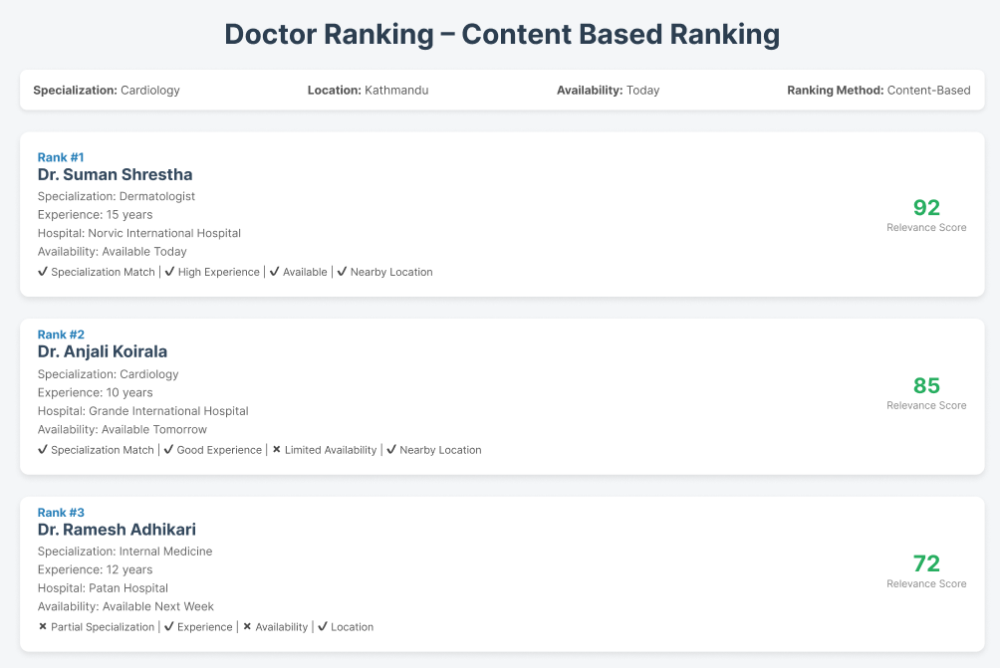 Doctor Ranking – Content Based Ranking
Specialization: Cardiology Location: Kathmandu Availability: Today Ranking Method: Content-Based
Rank #1
Dr. Suman Shrestha
Specialization: Dermatologist
Experience: 15 years
Hospital: Norvic International Hospital
Availability: Available Today
✔ Specialization Match | ✔ High Experience | ✔ Available | ✔ Nearby Location
92
Relevance Score
Rank #2
Dr. Anjali Koirala
Specialization: Cardiology
Experience: 10 years
Hospital: Grande International Hospital
Availability: Available Tomorrow
✔ Specialization Match | ✔ Good Experience | ✖ Limited Availability | ✔ Nearby Location
85
Relevance Score
Rank #3
Dr. Ramesh Adhikari
Specialization: Internal Medicine
Experience: 12 years
Hospital: Patan Hospital
Availability: Available Next Week
✖ Partial Specialization | ✔ Experience | ✖ Availability | ✔ Location
72
Relevance Score